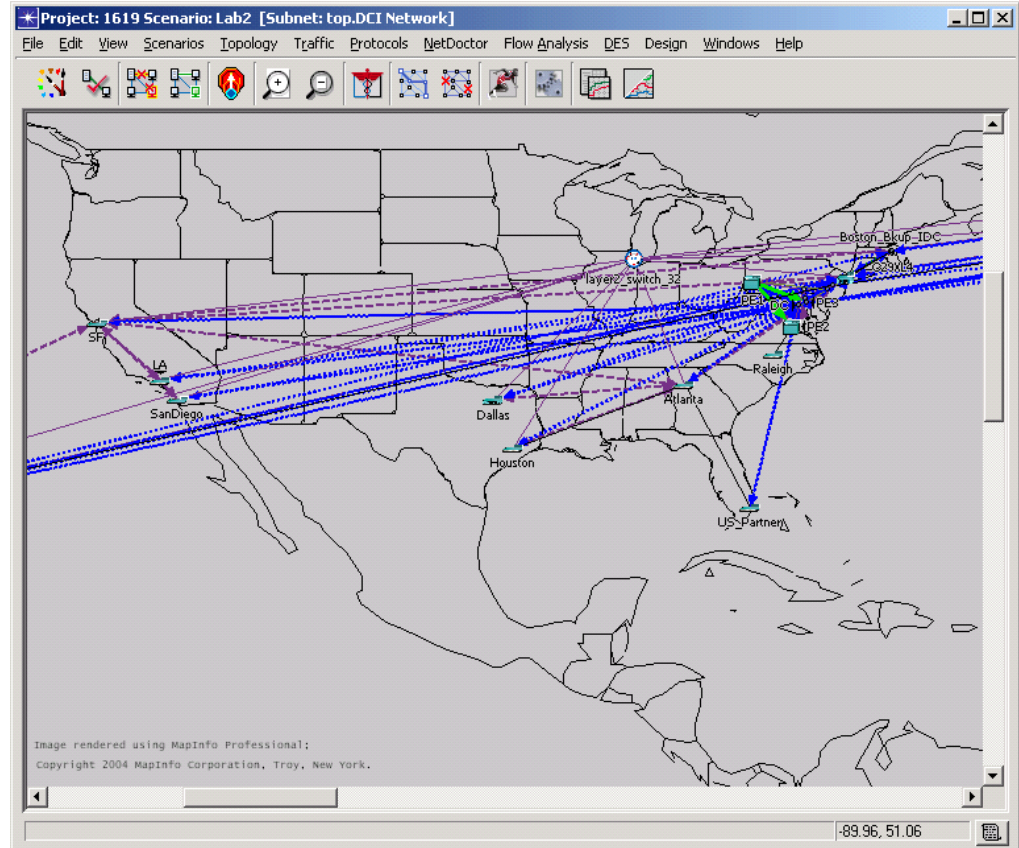 Project: 1619 Scenario: Lab2 [Subnet: top.DCI Network]
File Edit View Scenarios Topology Traffic Protocols NetDoctor Flow Analysis DES Design Windows Help
Boston_Bkup_IDC
layer2_switch_32
PE1
PE3
PE2
SF
LA
SanDiego
Dallas
Atlanta
Raleigh
Houston
US_Partner
Image rendered using MapInfo Professional;
Copyright 2004 MapInfo Corporation, Troy, New York.
-89.96, 51.06